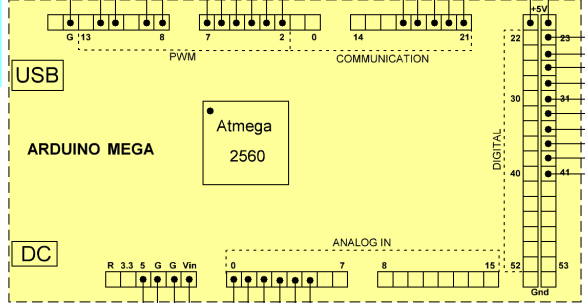 +5V
G 13 8 7 2 0 14 21
PWM
COMMUNICATION
22 23
USB
Atmega
2560
30 31
ARDUINO MEGA
DIGITAL
40 41
DC
ANALOG IN
R 3.3 5 G G Vin 0 7 8 15 52 53
Gnd